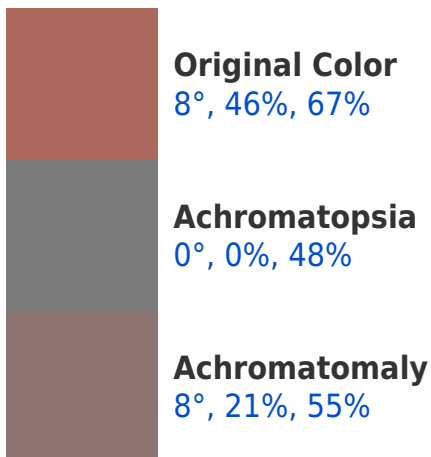 Original Color
8°, 46%, 67%
Achromatopsia
0°, 0%, 48%
Achromatomaly
8°, 21%, 55%